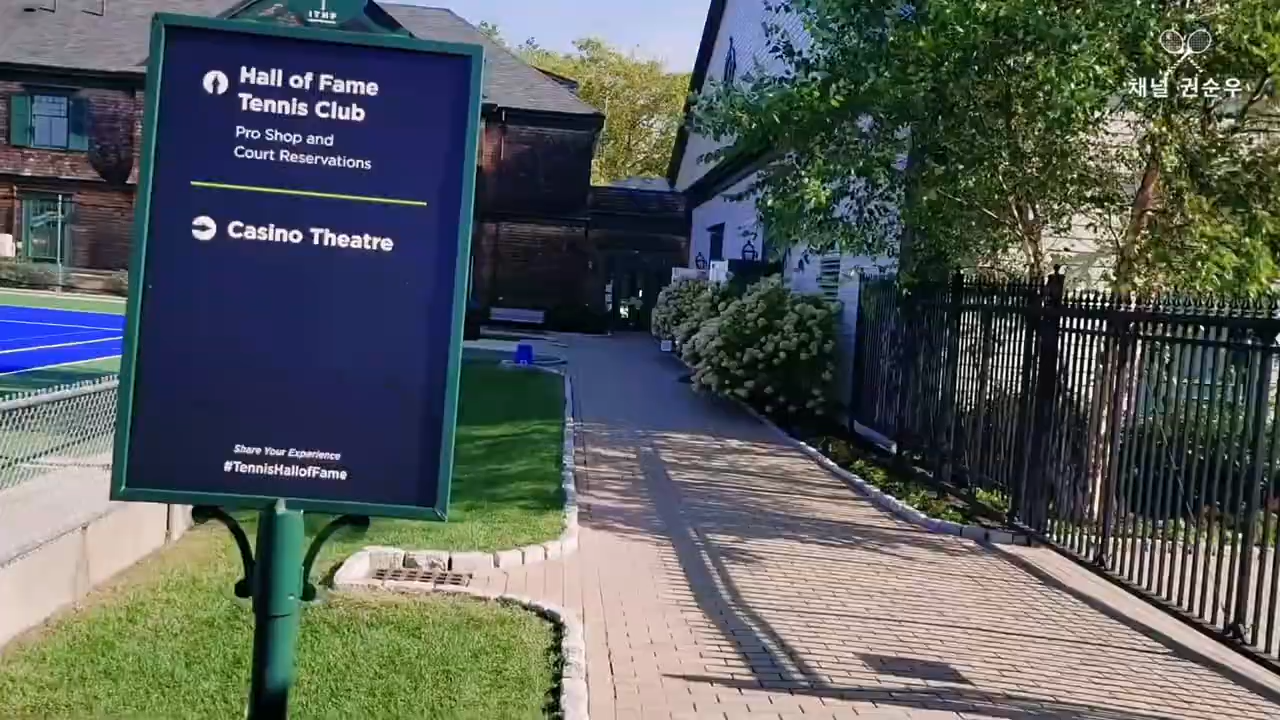 ITHF
채널 권순우
Hall of Fame
Tennis Club
Pro Shop and
Court Reservations
Casino Theatre
Share Your Experience
#TennisHallofFame